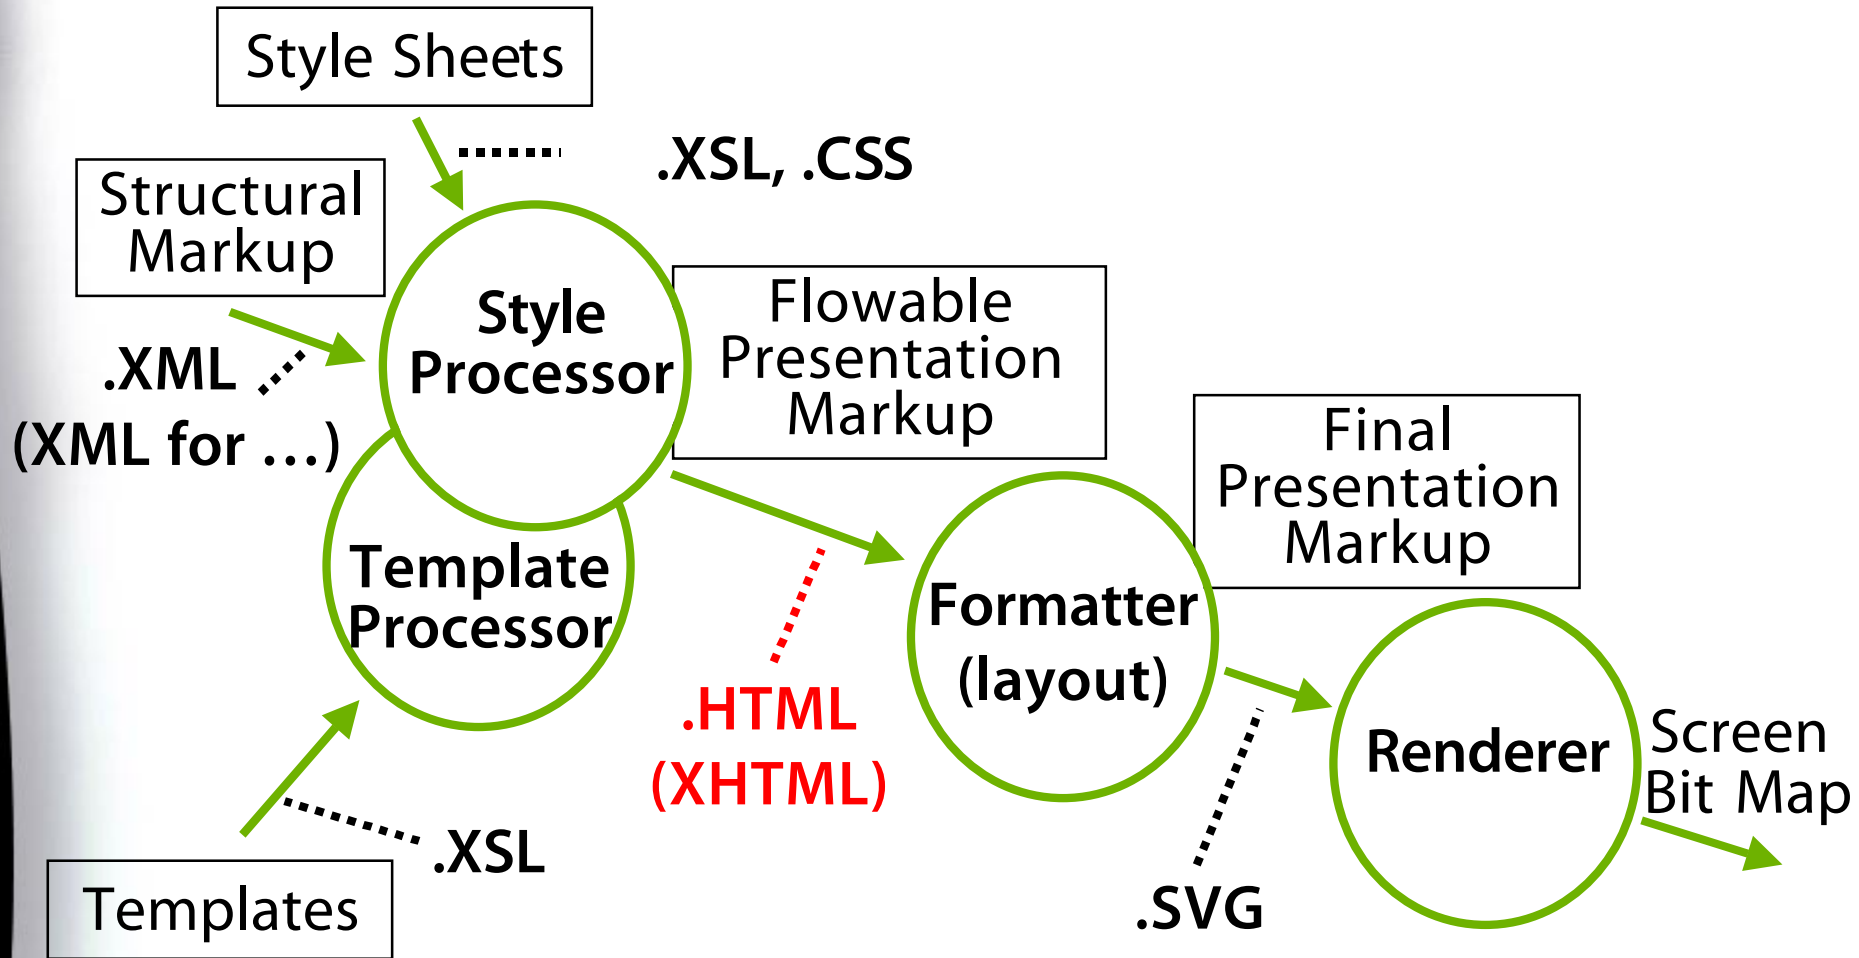 Style Sheets
.XSL, .CSS
Structural
Markup
.XML
(XML for …)
Style
Processor
Flowable
Presentation
Markup
Template
Processor
Templates
.XSL
.HTML
(XHTML)
Formatter
(layout)
Final
Presentation
Markup
.SVG
Renderer
Screen
Bit Map